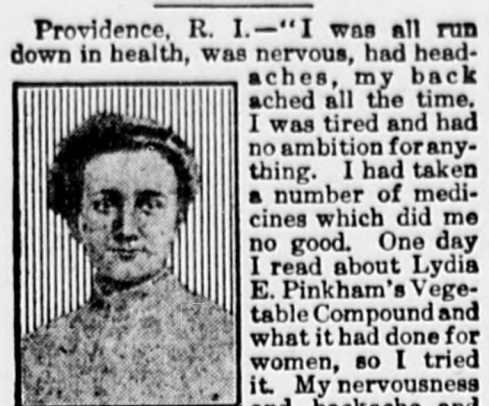 Providence, R. I.—"I was all run
down in health, was nervous, had head-
aches, my back
ached all the time.
I was tired and had
no ambition for any-
thing. I had taken
a number of medi-
cines which did me
no good. One day
I read about Lydia
E. Pinkham's Vege-
table Compound and
what it had done for
women, so I tried
it. My nervousness
and backache and